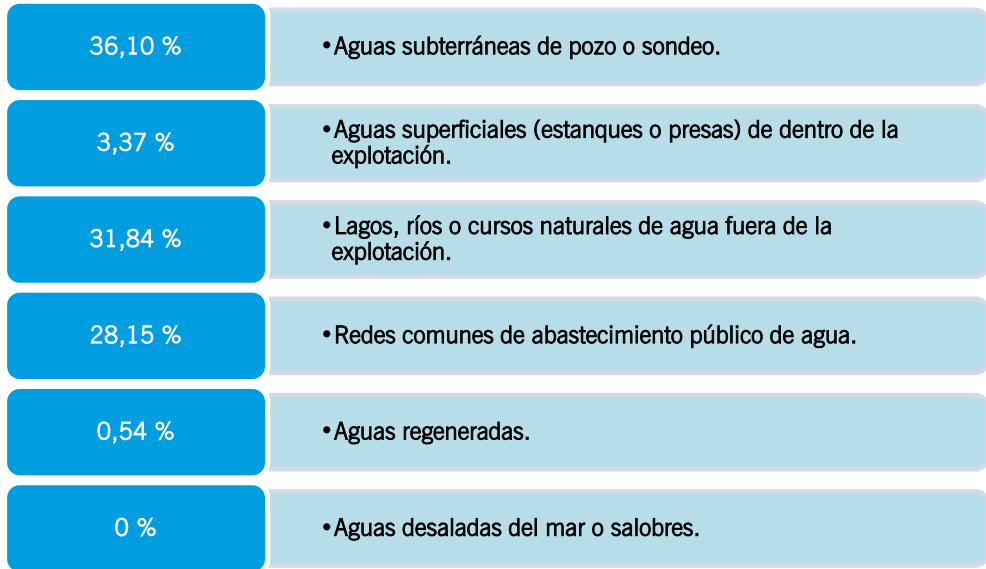 36,10 %
•Aguas subterráneas de pozo o sondeo.
3,37 %
•Aguas superficiales (estanques o presas) de dentro de la
explotación.
31,84 %
•Lagos, ríos o cursos naturales de agua fuera de la
explotación.
28,15 %
•Redes comunes de abastecimiento público de agua.
0,54 %
•Aguas regeneradas.
0 %
•Aguas desaladas del mar o salobres.